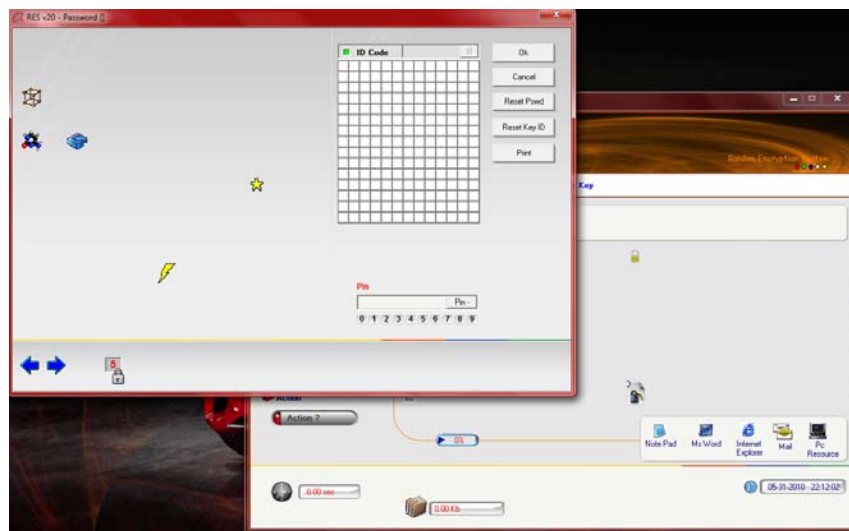 RES v20 - Password []
ID Code
Ok
Cancel
Reset Pswd
Reset Key ID
Print
Pin
Pin -
0 1 2 3 4 5 6 7 8 9
5
Random Encryption System
Key
Action
Action ?
0%
Note Pad
Ms Word
Internet Explorer
Mail
Pc Resource
0.00 sec
0.00 Kb
05-31-2010 - 22:12:02